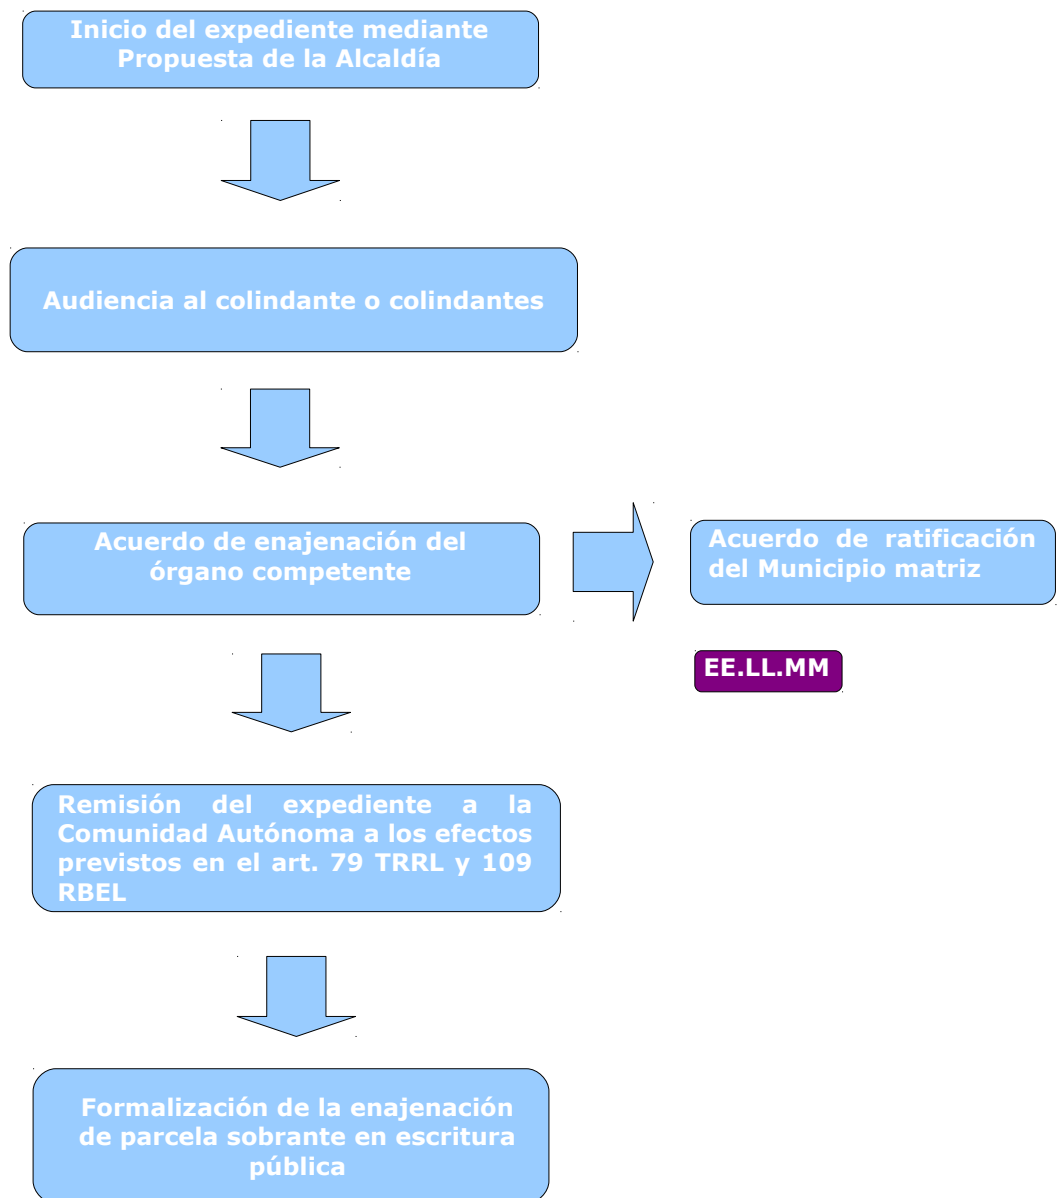 Inicio del expediente mediante
Propuesta de la Alcaldía
Audiencia al colindante o colindantes
Acuerdo de enajenación del
órgano competente
Acuerdo de ratificación
del Municipio matriz
EE.LL.MM
Remisión del expediente a la
Comunidad Autónoma a los efectos
previstos en el art. 79 TRRL y 109
RBEL
Formalización de la enajenación
de parcela sobrante en escritura
pública